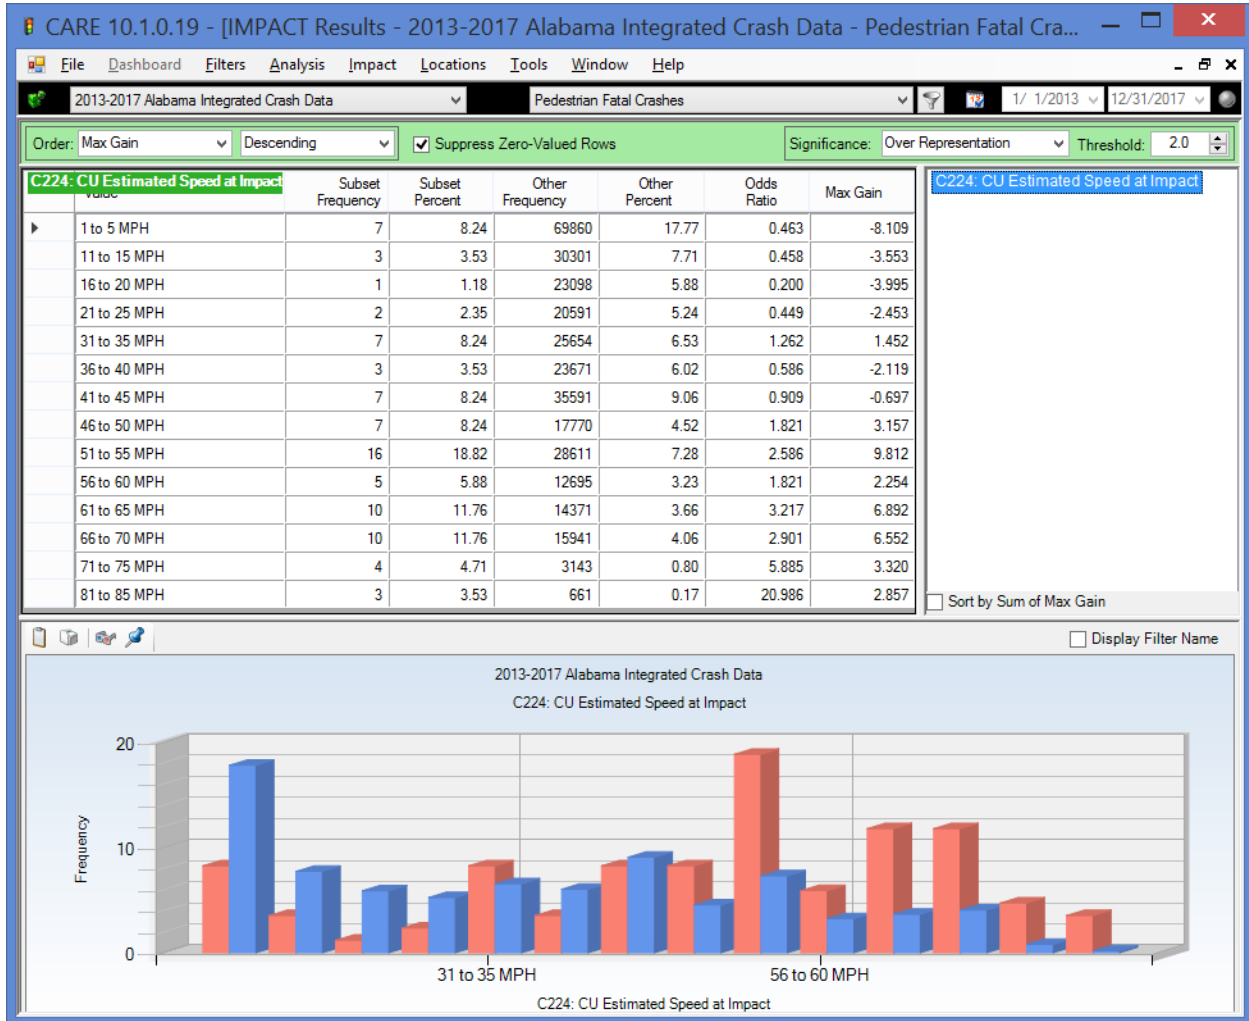 CARE 10.1.0.19 - [IMPACT Results - 2013-2017 Alabama Integrated Crash Data - Pedestrian Fatal Cra...
File Dashboard Filters Analysis Impact Locations Tools Window Help
2013-2017 Alabama Integrated Crash Data Pedestrian Fatal Crashes 1/ 1/2013 12/31/2017
Order: Max Gain Descending Suppress Zero-Valued Rows Significance: Over Representation Threshold: 2.0
C224: CU Estimated Speed at Impact Subset Frequency Subset Percent Other Frequency Other Percent Odds Ratio Max Gain C224: CU Estimated Speed at Impact
1 to 5 MPH 7 8.24 69860 17.77 0.463 -8.109
11 to 15 MPH 3 3.53 30301 7.71 0.458 -3.553
16 to 20 MPH 1 1.18 23098 5.88 0.200 -3.995
21 to 25 MPH 2 2.35 20591 5.24 0.449 -2.453
31 to 35 MPH 7 8.24 25654 6.53 1.262 1.452
36 to 40 MPH 3 3.53 23671 6.02 0.586 -2.119
41 to 45 MPH 7 8.24 35591 9.06 0.909 -0.697
46 to 50 MPH 7 8.24 17770 4.52 1.821 3.157
51 to 55 MPH 16 18.82 28611 7.28 2.586 9.812
56 to 60 MPH 5 5.88 12695 3.23 1.821 2.254
61 to 65 MPH 10 11.76 14371 3.66 3.217 6.892
66 to 70 MPH 10 11.76 15941 4.06 2.901 6.552
71 to 75 MPH 4 4.71 3143 0.80 5.885 3.320
81 to 85 MPH 3 3.53 661 0.17 20.986 2.857
Sort by Sum of Max Gain
Display Filter Name
2013-2017 Alabama Integrated Crash Data
C224: CU Estimated Speed at Impact
20
10
0
Frequency
31 to 35 MPH 56 to 60 MPH
C224: CU Estimated Speed at Impact